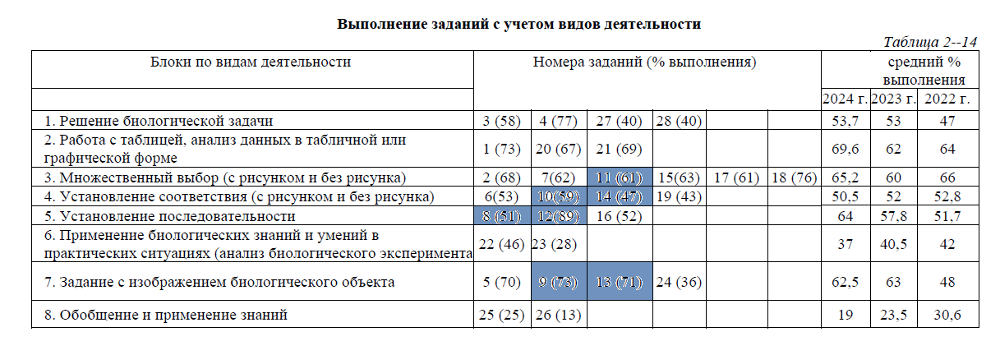 Выполнение заданий с учетом видов деятельности
Таблица 2--14
Блоки по видам деятельности Номера заданий (% выполнения) средний %
выполнения
2024 г. 2023 г. 2022 г.
1. Решение биологической задачи 3 (58) 4 (77) 27 (40) 28 (40) 53,7 53 47
2. Работа с таблицей, анализ данных в табличной или
графической форме 1 (73) 20 (67) 21 (69) 69,6 62 64
3. Множественный выбор (с рисунком и без рисунка) 2 (68) 7(62) 11 (61) 15(63) 17 (61) 18 (76) 65,2 60 66
4. Установление соответствия (с рисунком и без рисунка) 6(53) 10(59) 14 (47) 19 (43) 50,5 52 52,8
5. Установление последовательности 8 (51) 12(89) 16 (52) 64 57,8 51,7
6. Применение биологических знаний и умений в
практических ситуациях (анализ биологического эксперимента 22 (46) 23 (28) 37 40,5 42
7. Задание с изображением биологического объекта 5 (70) 9 (73) 13 (71) 24 (36) 62,5 63 48
8. Обобщение и применение знаний 25 (25) 26 (13) 19 23,5 30,6